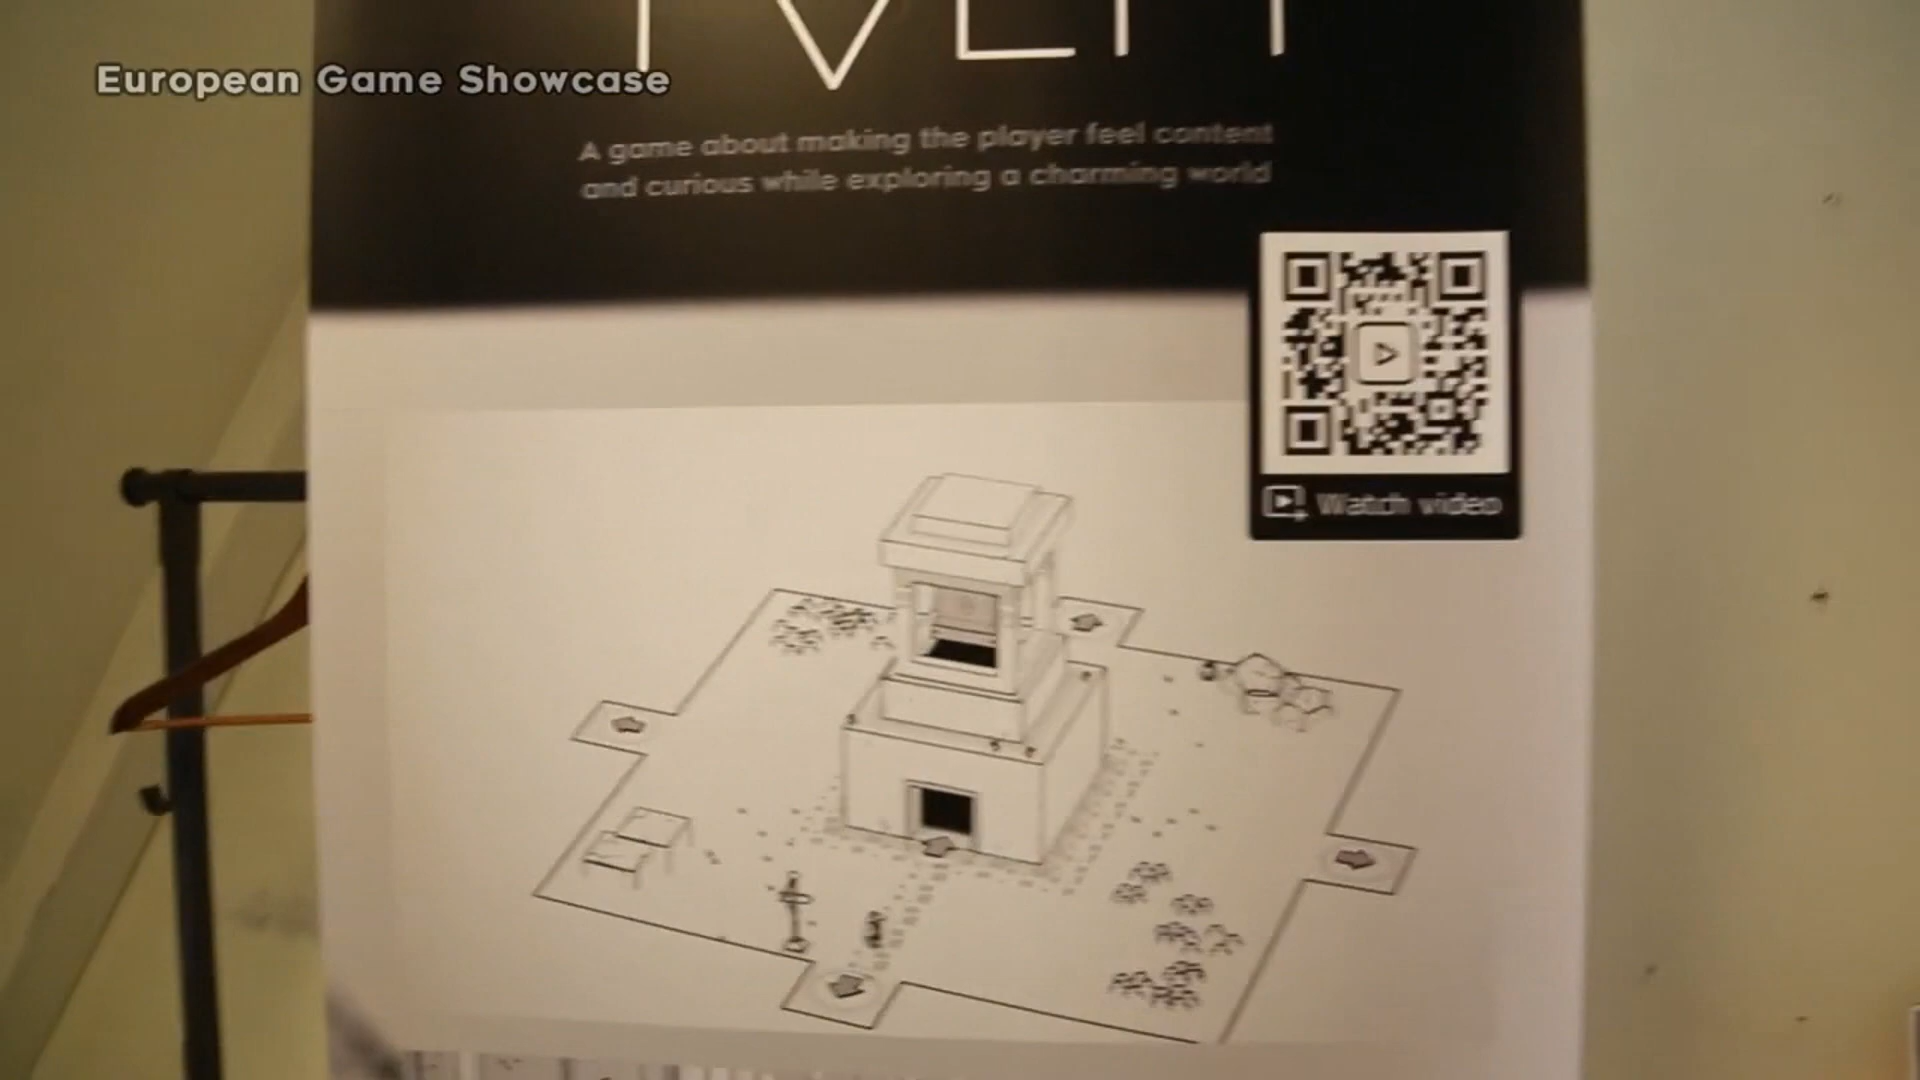 European Game Showcase
A game about making the player feel content
and curious while exploring a charming world
Watch video